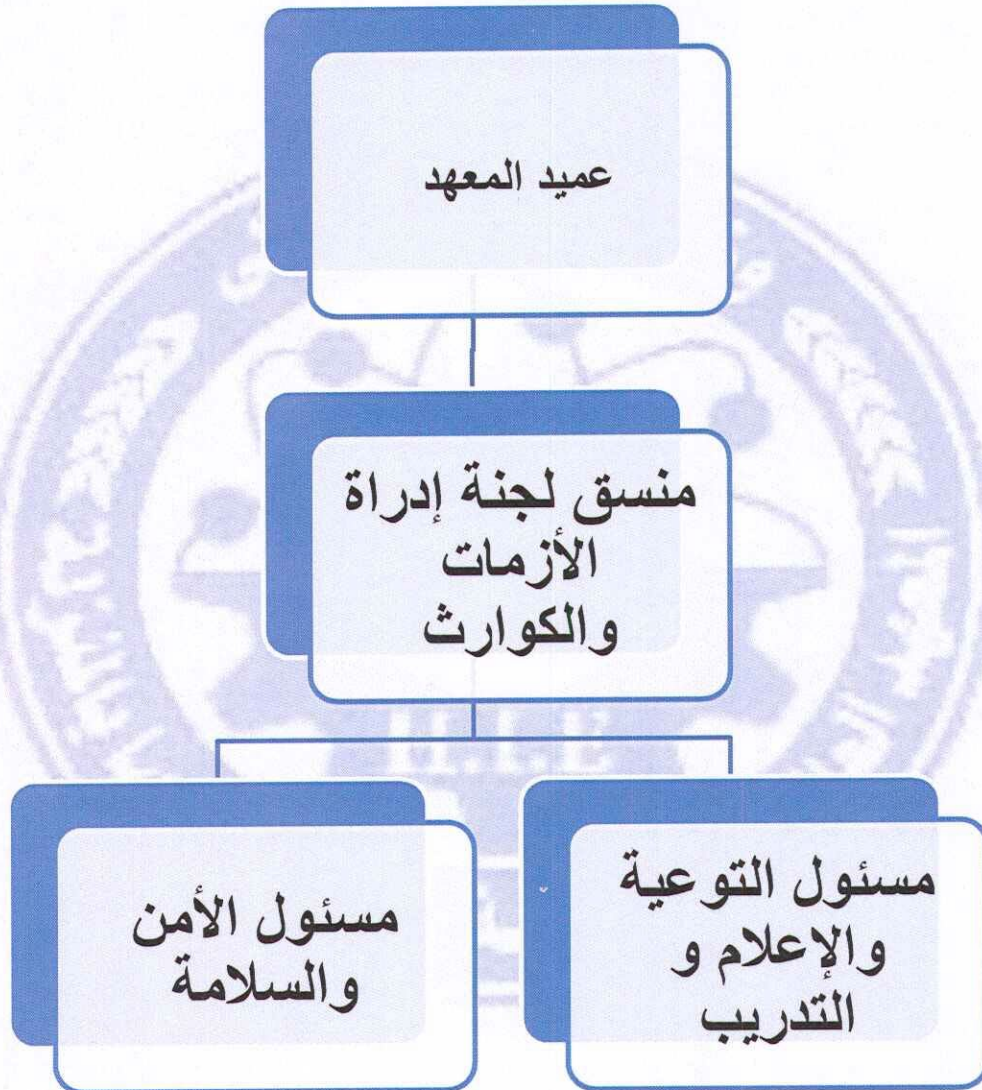 عميد المعهد
منسق لجنة إدراة
الأزمات
والكوارث
مسئول التوعية
والإعلام و
التدريب
مسئول الأمن
والسلامة